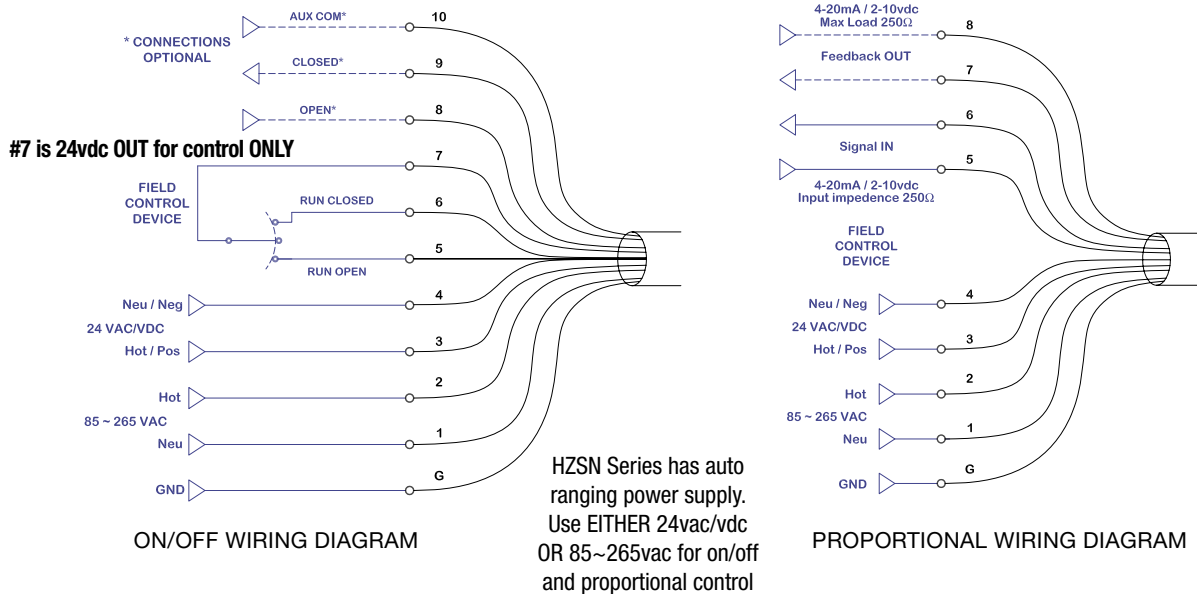 AUX COM*
10
* CONNECTIONS
OPTIONAL
CLOSED*
9
OPEN*
8
#7 is 24vdc OUT for control ONLY
7
FIELD
CONTROL
DEVICE
RUN CLOSED
6
5
RUN OPEN
Neu / Neg
4
24 VAC/VDC
Hot / Pos
3
Hot
2
85 ~ 265 VAC
Neu
1
GND
G
ON/OFF WIRING DIAGRAM
HZSN Series has auto
ranging power supply.
Use EITHER 24vac/vdc
OR 85~265vac for on/off
and proportional control
4-20mA / 2-10vdc
Max Load 250Ω
8
Feedback OUT
7
6
Signal IN
5
4-20mA / 2-10vdc
Input impedence 250Ω
FIELD
CONTROL
DEVICE
Neu / Neg
4
24 VAC/VDC
Hot / Pos
3
Hot
2
85 ~ 265 VAC
Neu
1
GND
G
PROPORTIONAL WIRING DIAGRAM